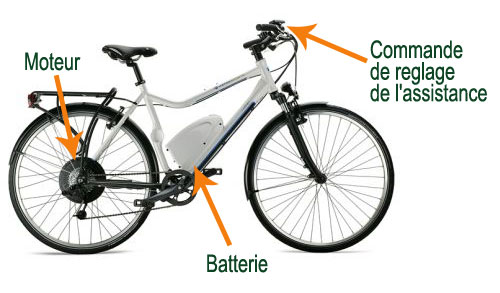 Moteur
Commande
de reglage
de l'assistance
Batterie